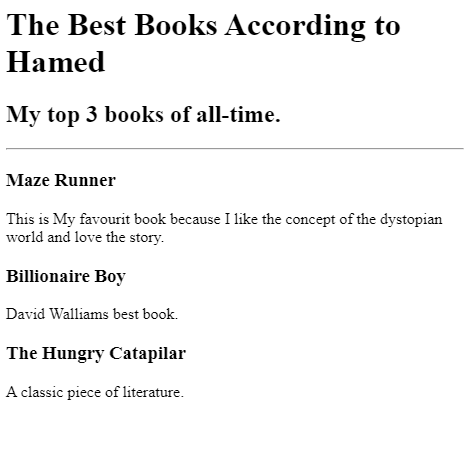 The Best Books According to
Hamed
My top 3 books of all-time.
Maze Runner
This is My favourit book because I like the concept of the dystopian
world and love the story.
Billionaire Boy
David Walliams best book.
The Hungry Catapilar
A classic piece of literature.